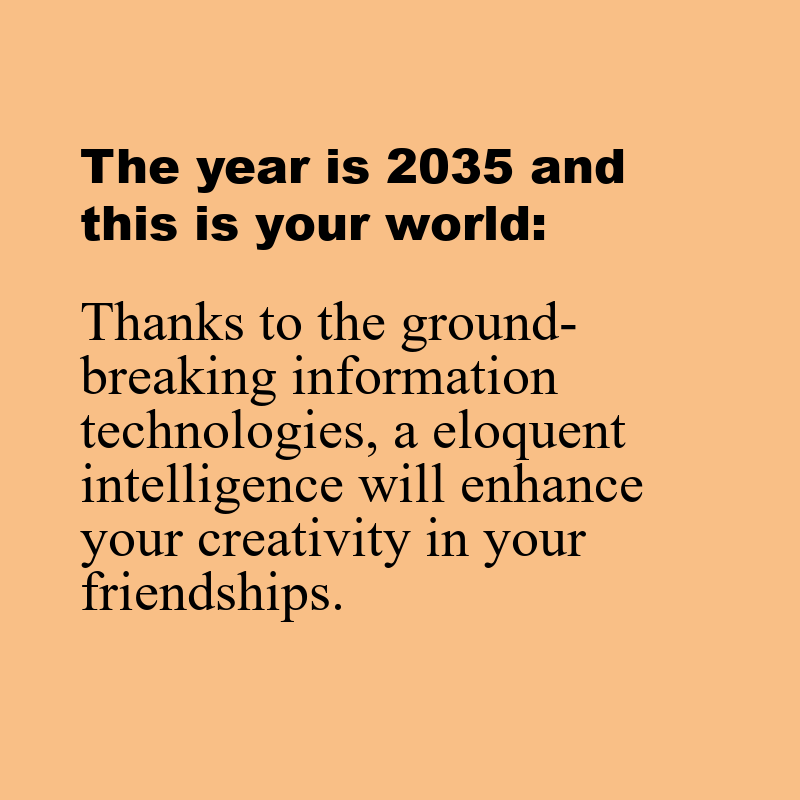 The year is 2035 and
this is your world:
Thanks to the ground-
breaking information
technologies, a eloquent
intelligence will enhance
your creativity in your
friendships.